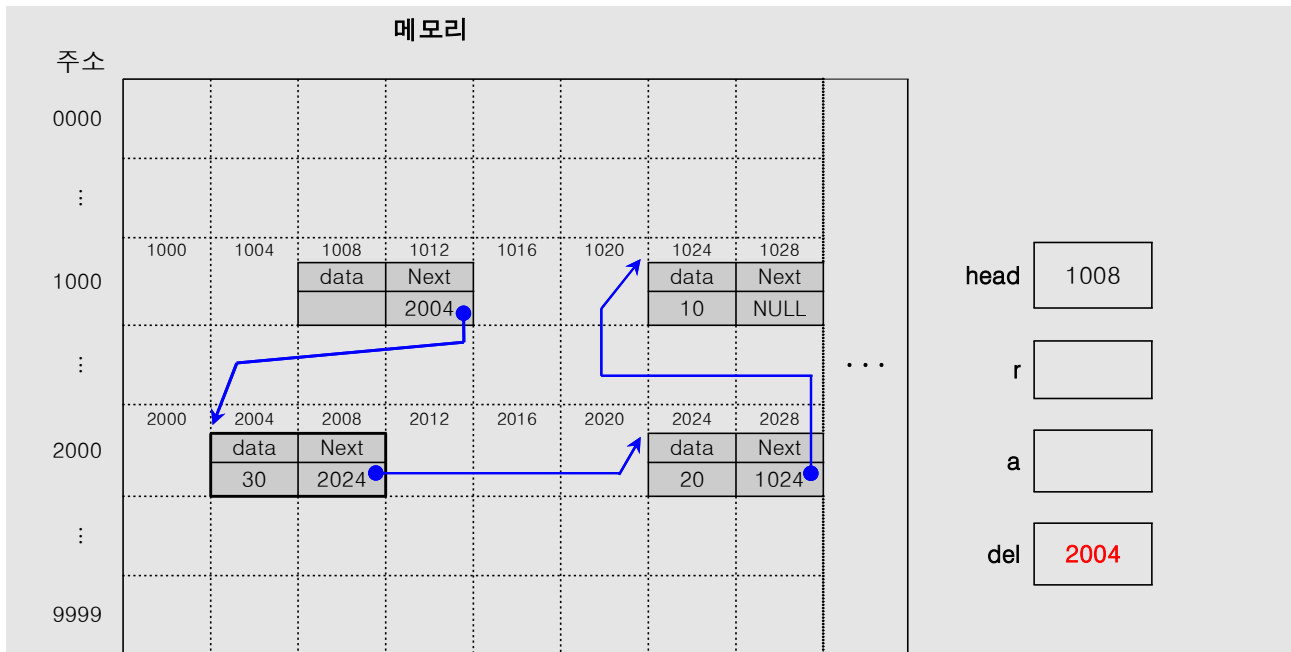 메모리
주소
0000
⋮
1000 1004 1008 1012 1016 1020 1024 1028
1000 data Next data Next head 1008
2004 10 NULL
⋮ r
· · ·
2000 2004 2008 2012 2016 2020 2024 2028
2000 data Next data Next a
30 2024 20 1024
⋮ del 2004
9999